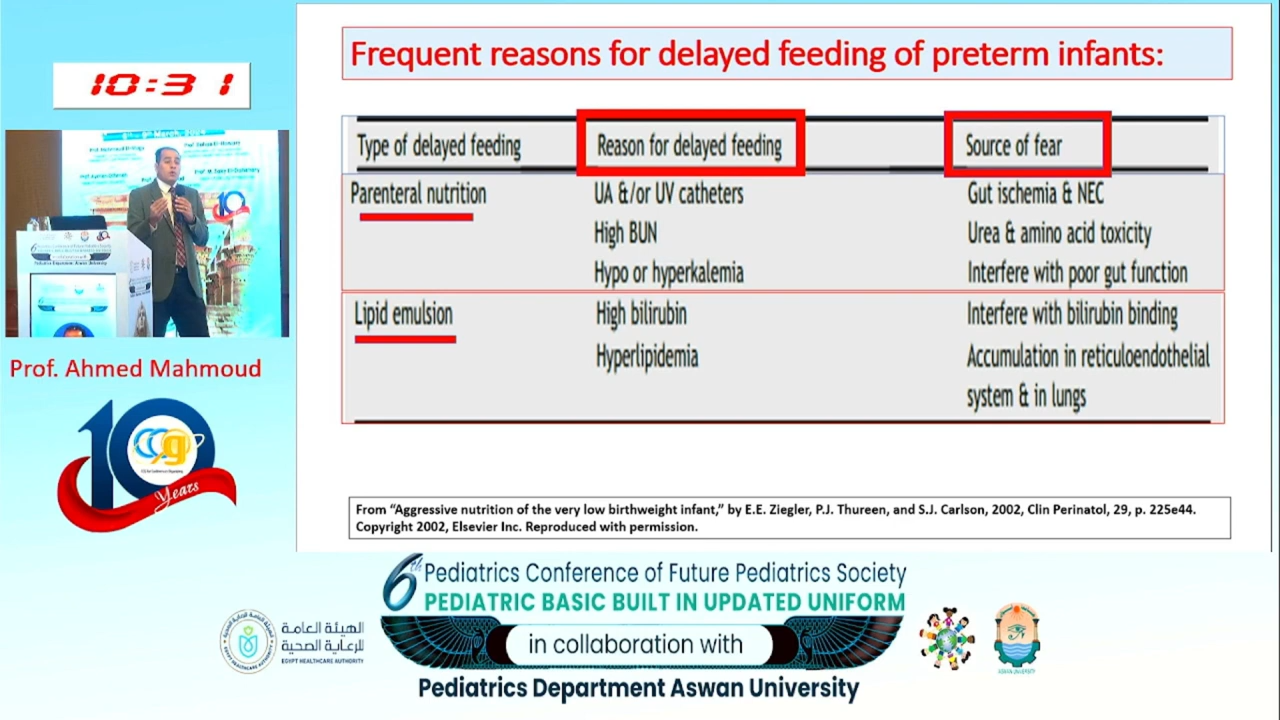 10:31
Frequent reasons for delayed feeding of preterm infants:
Type of delayed feeding Reason for delayed feeding Source of fear
Parenteral nutrition UA &/or UV catheters Gut ischemia & NEC
High BUN Urea & amino acid toxicity
Hypo or hyperkalemia Interfere with poor gut function
Lipid emulsion High bilirubin Interfere with bilirubin binding
Hyperlipidemia Accumulation in reticuloendothelial
system & in lungs
From “Aggressive nutrition of the very low birthweight infant,” by E.E. Ziegler, P.J. Thureen, and S.J. Carlson, 2002, Clin Perinatol, 29, p. 225e44.
Copyright 2002, Elsevier Inc. Reproduced with permission.
Prof. Ahmed Mahmoud
10
CCg
Years
6th Pediatrics Conference of Future Pediatrics Society
PEDIATRIC BASIC BUILT IN UPDATED UNIFORM
in collaboration with
Pediatrics Department Aswan University
الهيئة العامة
للرعاية الصحية
EGYPT HEALTHCARE AUTHORITY
ASWAN UNIVERSITY